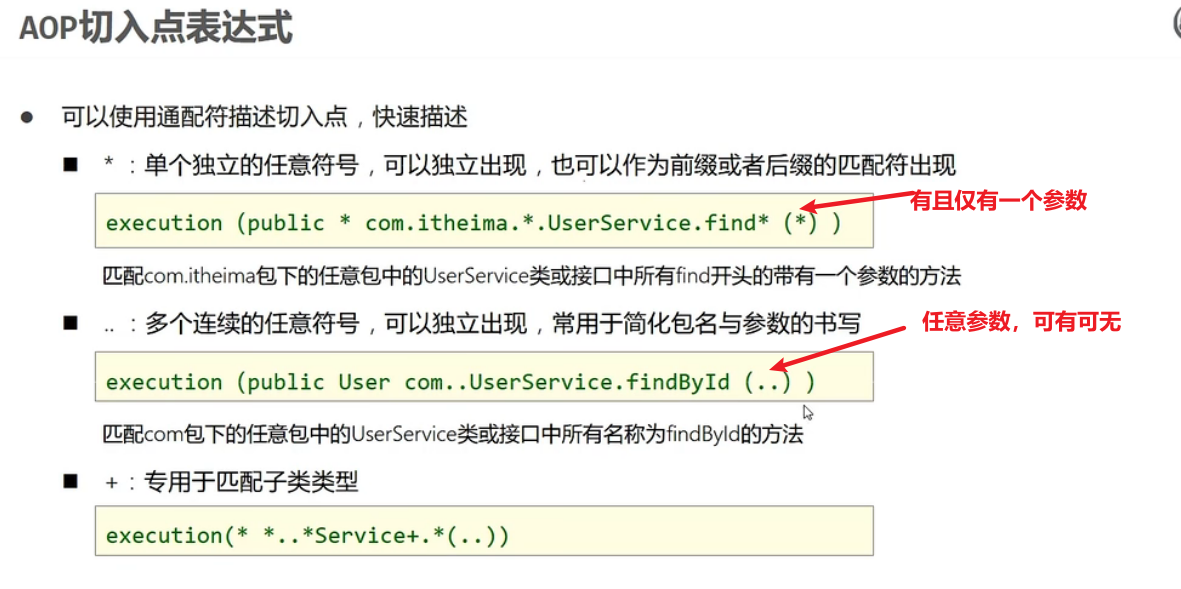 AOP切入点表达式
● 可以使用通配符描述切入点，快速描述
■ * ：单个独立的任意符号，可以独立出现，也可以作为前缀或者后缀的匹配符出现
execution (public * com.itheima.*.UserService.find* (*) )
有且仅有一个参数
匹配com.itheima包下的任意包中的UserService类或接口中所有find开头的带有一个参数的方法
■ .. ：多个连续的任意符号，可以独立出现，常用于简化包名与参数的书写
任意参数，可有可无
execution (public User com..UserService.findById (..) )
匹配com包下的任意包中的UserService类或接口中所有名称为findById的方法
■ + ：专用于匹配子类类型
execution(* *..*Service+.*(..))